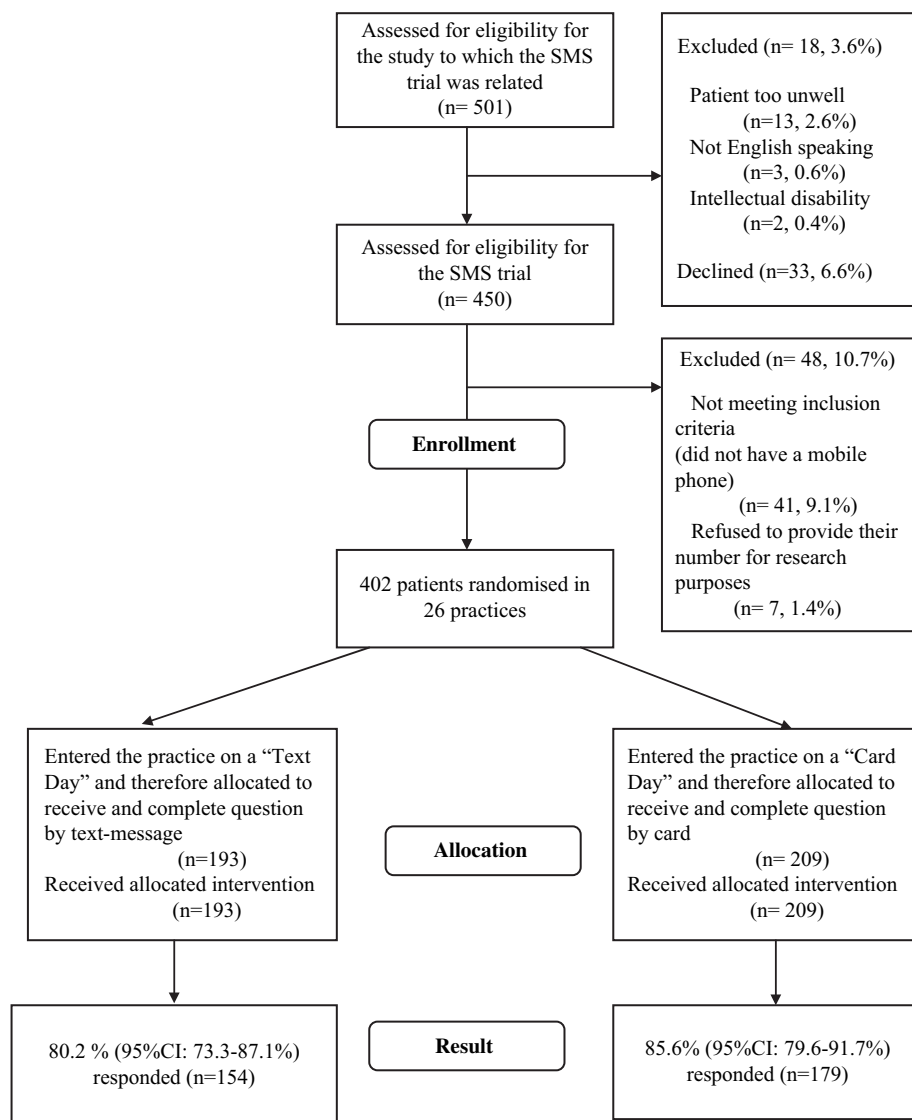 Assessed for eligibility for
the study to which the SMS
trial was related
(n= 501)
Excluded (n= 18, 3.6%)
Patient too unwell
(n=13, 2.6%)
Not English speaking
(n=3, 0.6%)
Intellectual disability
(n=2, 0.4%)
Declined (n=33, 6.6%)
Assessed for eligibility for
the SMS trial
(n= 450)
Excluded (n= 48, 10.7%)
Not meeting inclusion
criteria
(did not have a mobile
phone)
(n= 41, 9.1%)
Refused to provide their
number for research
purposes
(n= 7, 1.4%)
Enrollment
402 patients randomised in
26 practices
Entered the practice on a “Text
Day” and therefore allocated to
receive and complete question
by text-message
(n=193)
Received allocated intervention
(n=193)
Allocation
Entered the practice on a “Card
Day” and therefore allocated to
receive and complete question
by card
(n= 209)
Received allocated intervention
(n= 209)
80.2 % (95%CI: 73.3-87.1%)
responded (n=154)
Result
85.6% (95%CI: 79.6-91.7%)
responded (n=179)